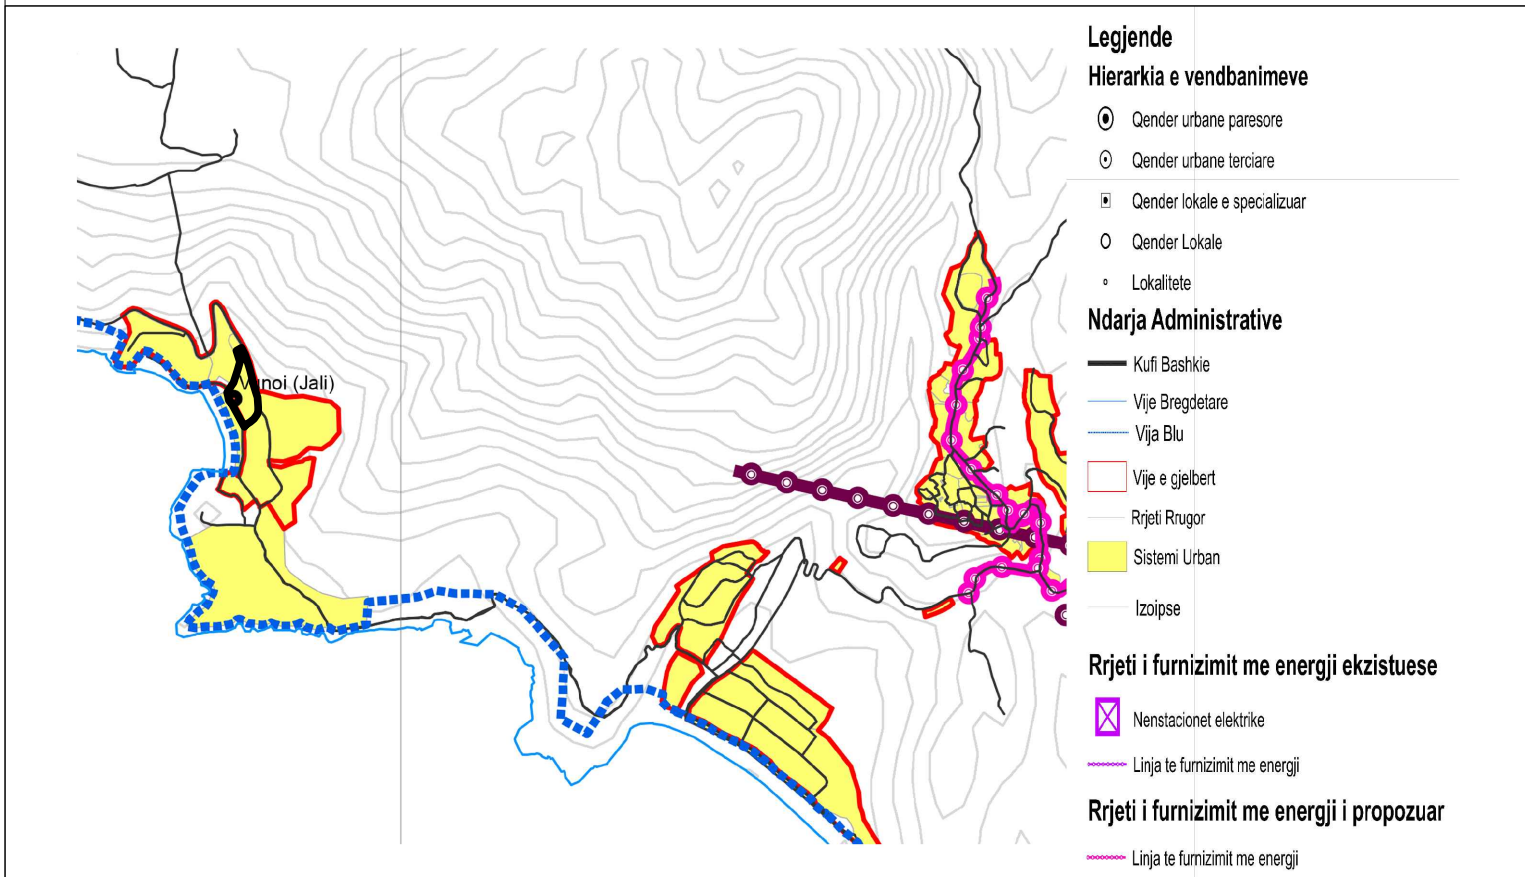 Legjende
Hierarkia e vendbanimeve
Qender urbane paresore
Qender urbane terciare
Qender lokale e specializuar
Qender Lokale
Lokalitete
Ndarja Administrative
Kufi Bashkie
Vije Bregdetare
Vija Blu
Vije e gjelbert
Rrjeti Rrugor
Sistemi Urban
Izoipse
Rrjeti i furnizimit me energji ekzistuese
Nenstacionet elektrike
Linja te furnizimit me energji
Rrjeti i furnizimit me energji i propozuar
Linja te furnizimit me energji
Vunoi (Jali)